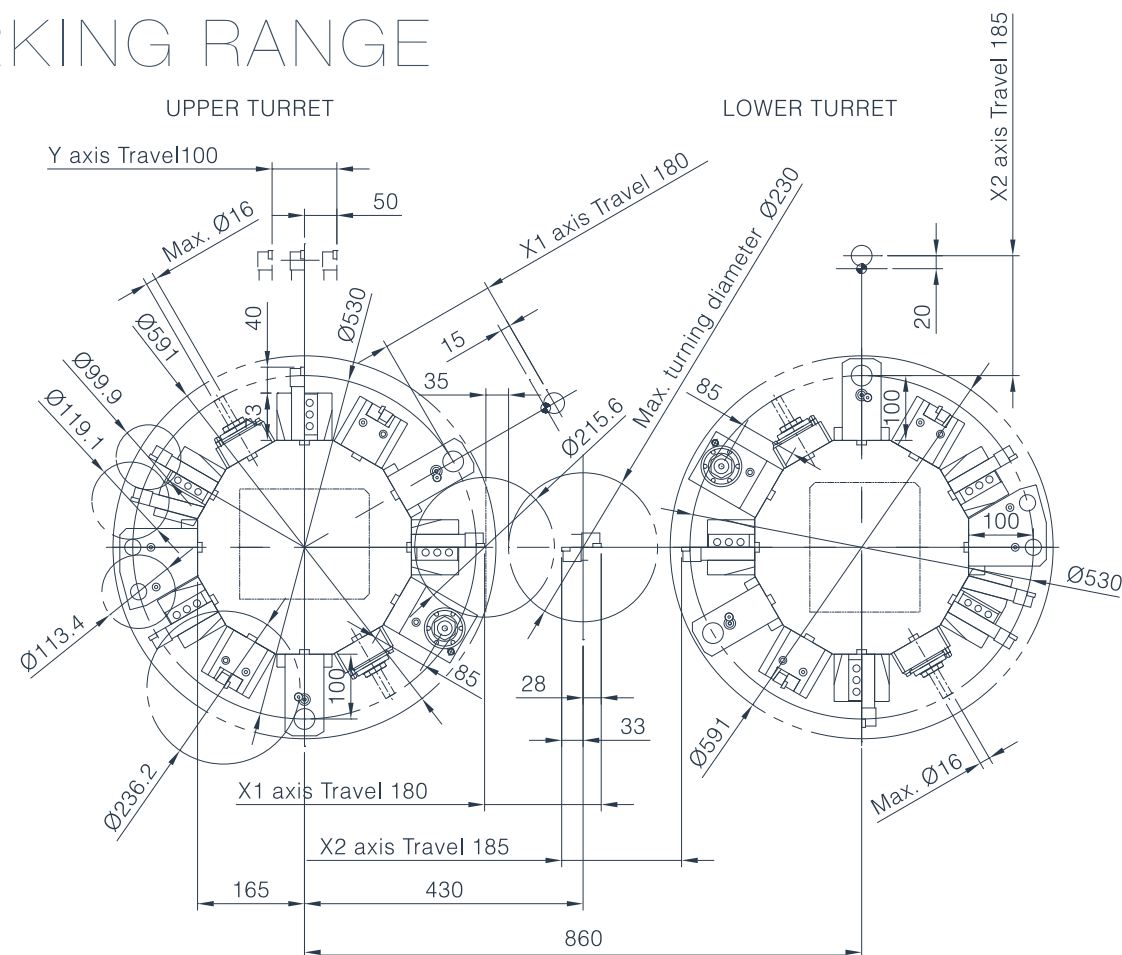 RKING RANGE
UPPER TURRET
LOWER TURRET
X2 axis Travel 185
Y axis Travel100
50
X1 axis Travel 180
Max. Ø16
Max. turning diameter Ø230
40
Ø530
Ø591
15
20
35
Ø99.9
Ø119.1
85
100
Ø215.6
100
Ø530
Ø113.4
100
85
28
33
Ø591
Max. Ø16
Ø236.2
X1 axis Travel 180
X2 axis Travel 185
165
430
860